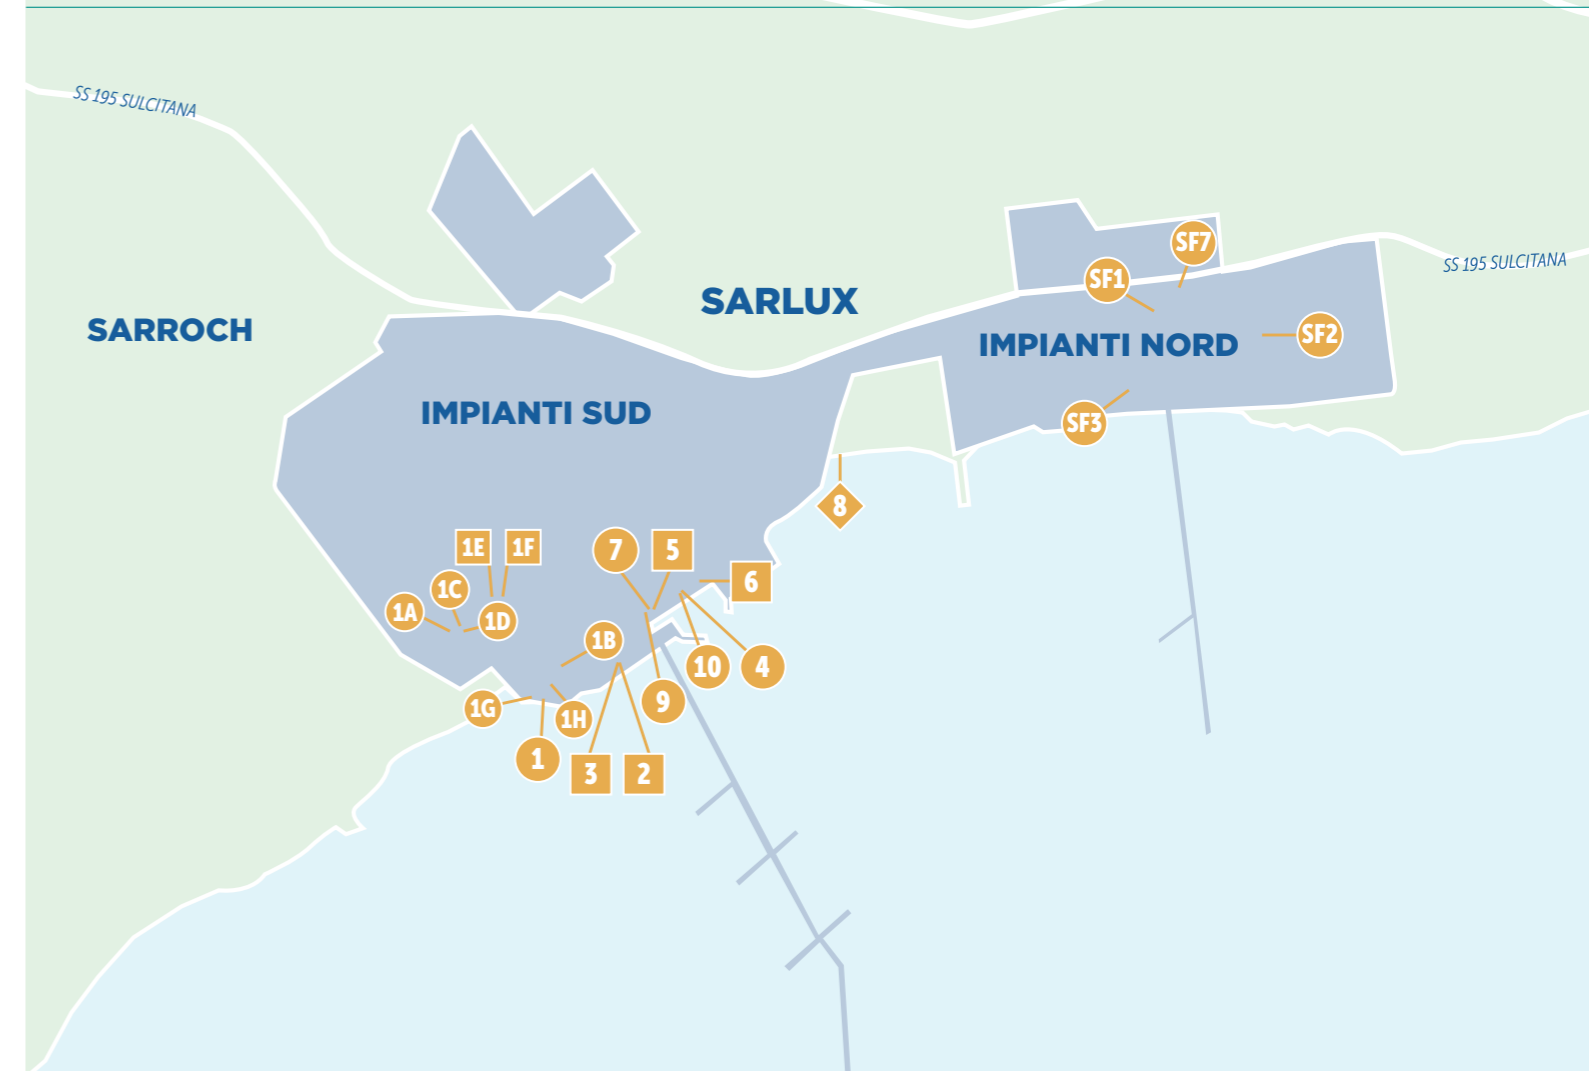 SS 195 SULCITANA
SF7
SS 195 SULCITANA
SF1
SARLUX
SARROCH
SF2
IMPIANTI NORD
IMPIANTI SUD
SF3
8
1E
1F
7
5
6
1C
1A
1D
1B
10
4
9
1G
1H
1
3
2